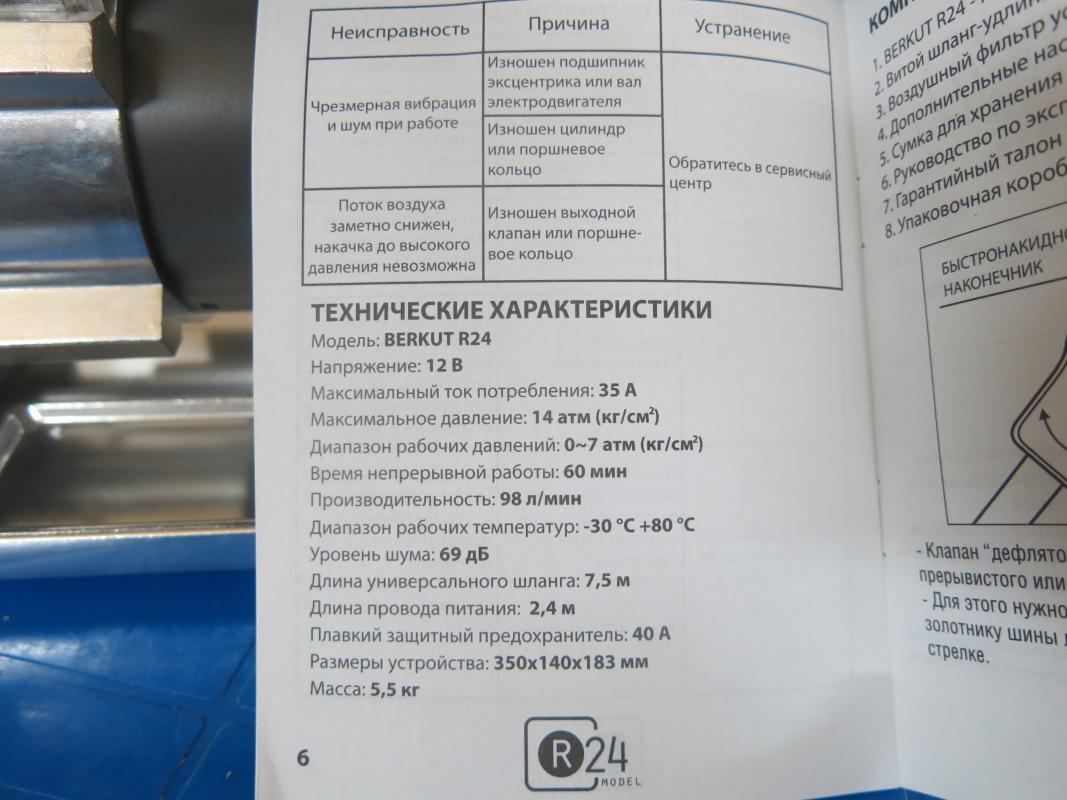 Неисправность
Причина
Устранение
Чрезмерная вибрация
и шум при работе
Изношен подшипник
эксцентрика или вал
электродвигателя
Изношен цилиндр
или поршневое
кольцо
Обратитесь в сервисный
центр
Поток воздуха
заметно снижен,
накачка до высокого
давления невозможна
Изношен выходной
клапан или поршне-
вое кольцо
ТЕХНИЧЕСКИЕ ХАРАКТЕРИСТИКИ
Модель: BERKUT R24
Напряжение: 12 В
Максимальный ток потребления: 35 А
Максимальное давление: 14 атм (кг/см²)
Диапазон рабочих давлений: 0~7 атм (кг/см²)
Время непрерывной работы: 60 мин
Производительность: 98 л/мин
Диапазон рабочих температур: -30 °C +80 °C
Уровень шума: 69 дБ
Длина универсального шланга: 7,5 м
Длина провода питания: 2,4 м
Плавкий защитный предохранитель: 40 А
Размеры устройства: 350х140х183 мм
Масса: 5,5 кг
6
R24
MODEL
1. BERKUT R24 -
2. Витой шланг-удлин
3. Воздушный фильтр
4. Дополнительные нас
5. Сумка для хранения
6. Руководство по эксп
7. Гарантийный талон
8. Упаковочная короб
БЫСТРОНАКИДНО
НАКОНЕЧНИК
- Клапан “дефлято
прерывистого или
- Для этого нужно
золотнику шины
стрелке.